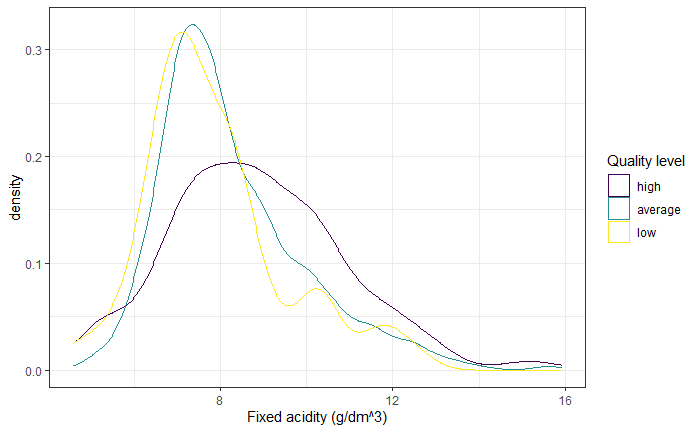 0.3
0.2
0.1
0.0
density
8
12
16
Fixed acidity (g/dm^3)
Quality level
high
average
low